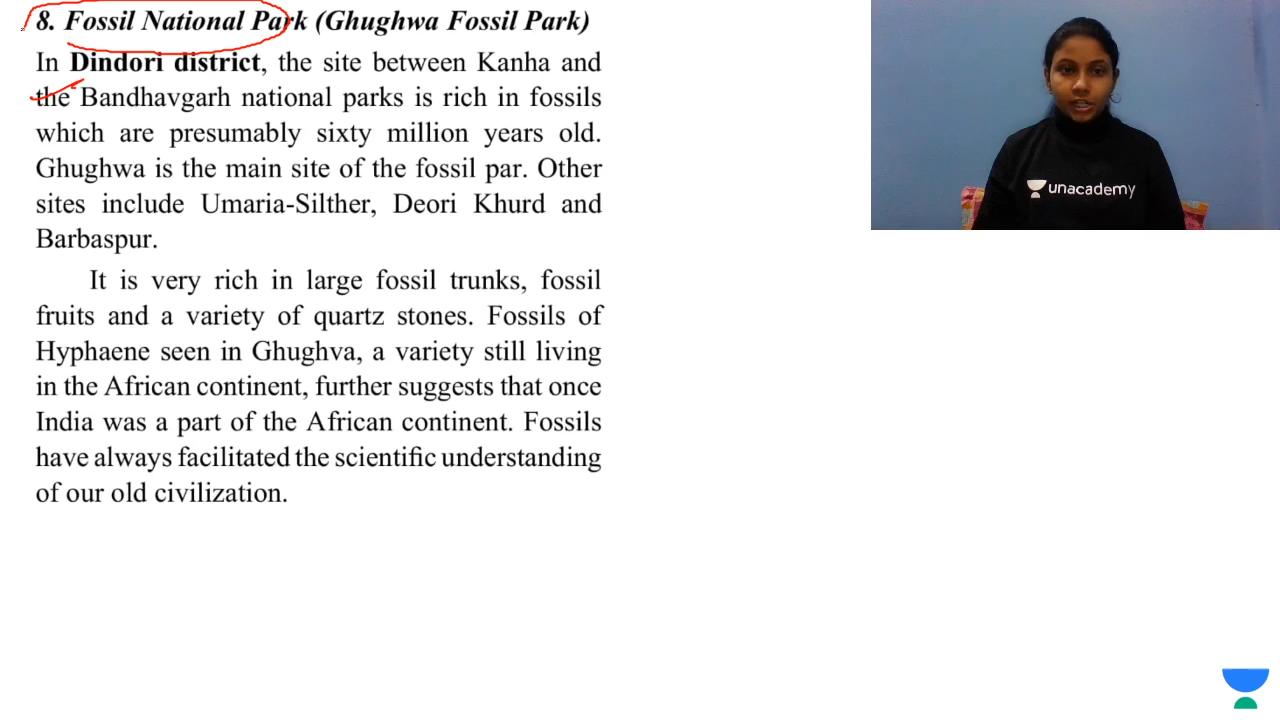 8. Fossil National Park (Ghughwa Fossil Park)
In Dindori district, the site between Kanha and
the Bandhavgarh national parks is rich in fossils
which are presumably sixty million years old.
Ghughwa is the main site of the fossil par. Other
sites include Umaria-Silther, Deori Khurd and
Barbaspur.
It is very rich in large fossil trunks, fossil
fruits and a variety of quartz stones. Fossils of
Hyphaene seen in Ghughva, a variety still living
in the African continent, further suggests that once
India was a part of the African continent. Fossils
have always facilitated the scientific understanding
of our old civilization.
unacademy